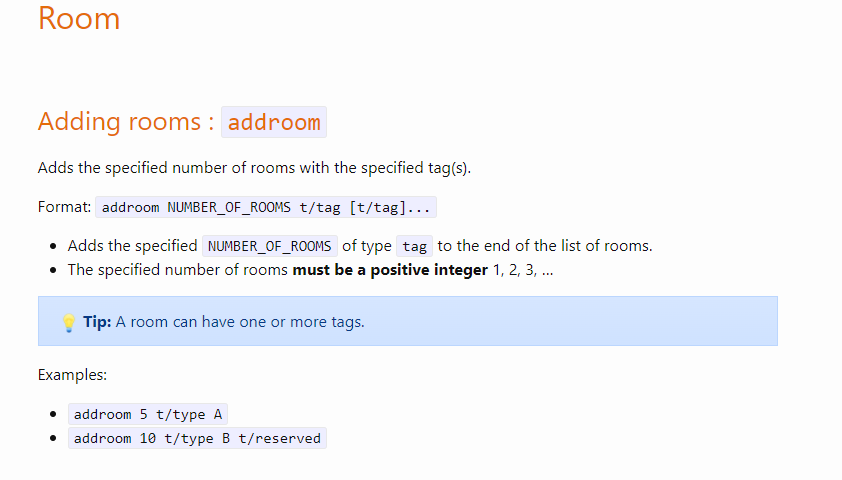 Room
Adding rooms : addroom
Adds the specified number of rooms with the specified tag(s).
Format: addroom NUMBER_OF_ROOMS t/tag [t/tag]...
• Adds the specified NUMBER_OF_ROOMS of type tag to the end of the list of rooms.
• The specified number of rooms must be a positive integer 1, 2, 3, …
💡 Tip: A room can have one or more tags.
Examples:
• addroom 5 t/type A
• addroom 10 t/type B t/reserved